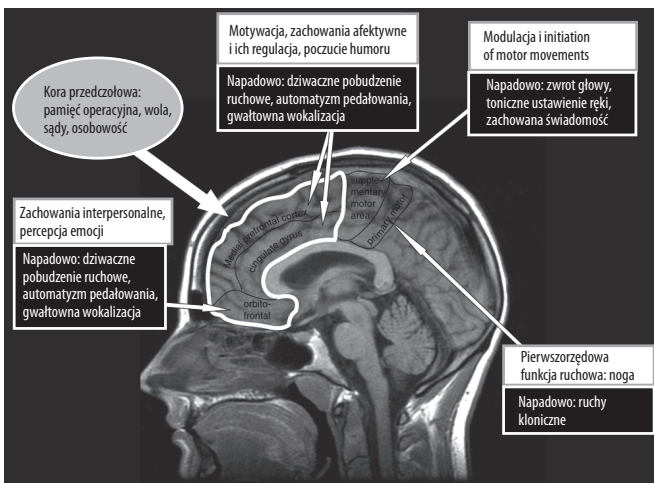 Motywacja, zachowania afektywne
i ich regulacja, poczucie humoru
Napadowo: dziwaczne pobudzenie
ruchowe, automatyzm pedałowania,
gwałtowna wokalizacja
Modulacja i initiation
of motor movements
Napadowo: zwrot głowy,
toniczne ustawienie ręki,
zachowana świadomość
Kora przedczołowa:
pamięć operacyjna, wola,
sądy, osobowość
Zachowania interpersonalne,
percepcja emocji
Napadowo: dziwaczne
pobudzenie ruchowe,
automatyzm pedałowania,
gwałtowna wokalizacja
Medial prefrontal cortex
cingulate gyrus
supple-
mentary
motor
area
primary motor
orbito-
frontal
Pierwszorzędowa
funkcja ruchowa: noga
Napadowo: ruchy
kloniczne